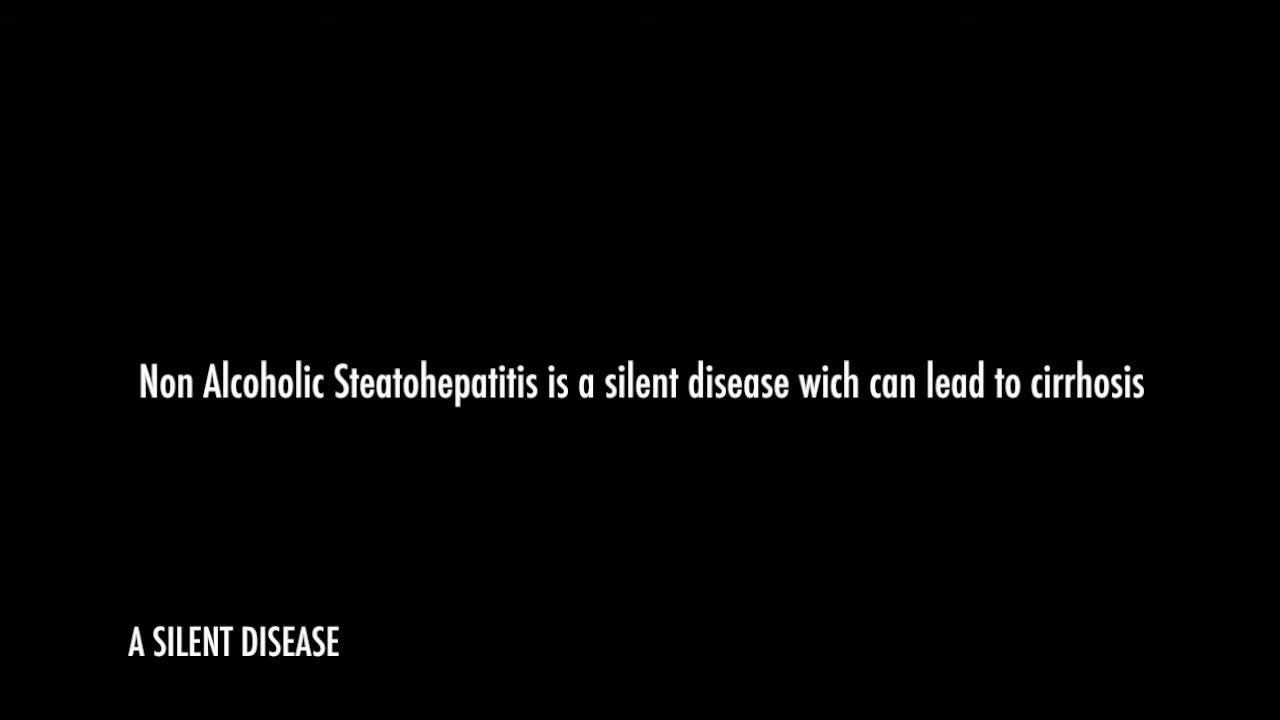 Non Alcoholic Steatohepatitis is a silent disease wich can lead to cirrhosis
A SILENT DISEASE